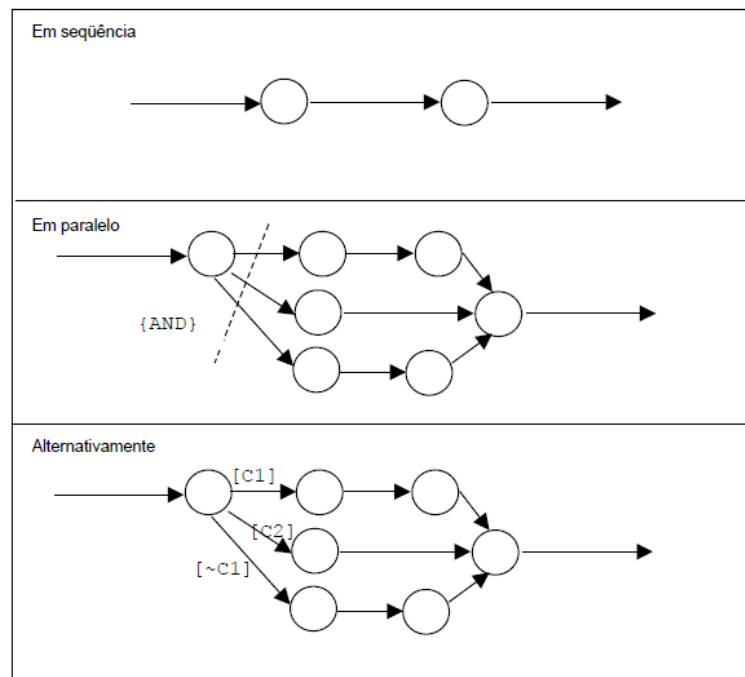 Em seqüência
Em paralelo
{AND}
Alternativamente
[C1]
[C2]
[~C1]